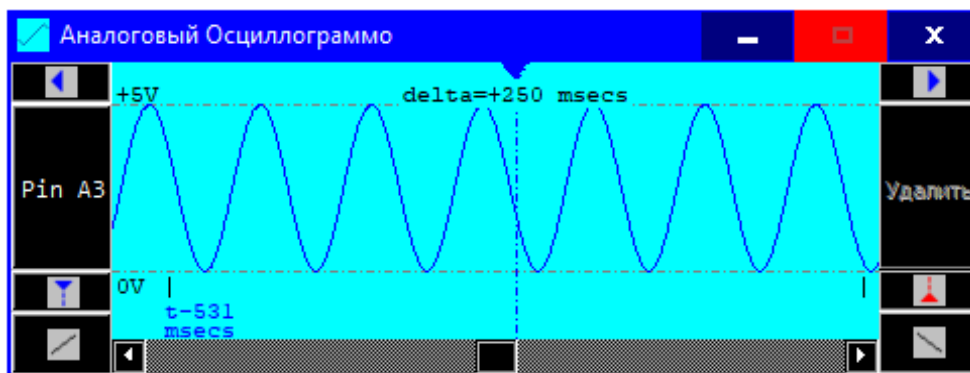 Аналоговый Осциллограммо
+5V
delta=+250 msecs
Pin A3
Удалить
0V
t-531
msecs